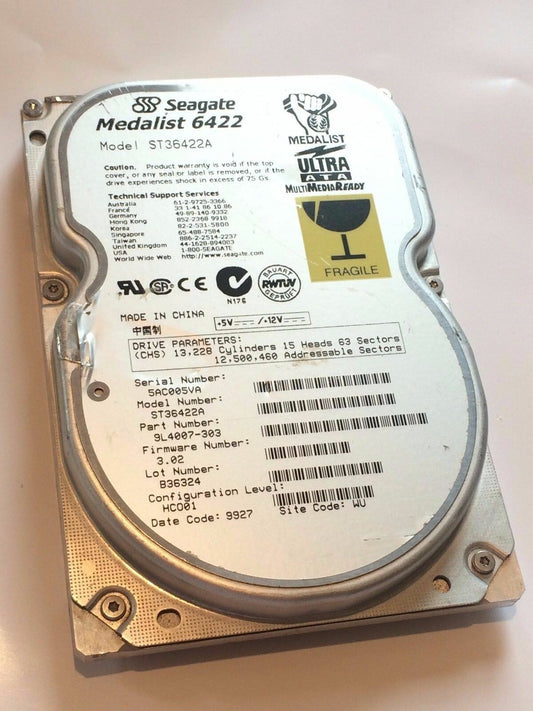 Seagate
Medalist 6422
Model ST36422A
MEDALIST
ULTRA
ATA
MULTIMEDIAREADY
Caution. Product warranty is void if the top
cover, or any seal or label is removed, or if the
drive experiences shock in excess of 75 Gs.
Technical Support Services
Australia 61-2-9725-3366
France 33 1-41 86 10 86
Germany 49-89-140-9332
Hong Kong 852-2368 9918
Korea 82-2-531-5800
Singapore 65-488-7584
Taiwan 886-2-2514-2237
United Kingdom 44-1628-894003
USA 1-800-SEAGATE
World Wide Web http://www.seagate.com
FRAGILE
N176
BAUART
RWTÜV
GEPRÜFT
MADE IN CHINA
中国制
+5V /+12V
DRIVE PARAMETERS:
(CHS) 13,228 Cylinders 15 Heads 63 Sectors
12,500,460 Addressable Sectors
Serial Number:
5AC005VA
Model Number:
ST36422A
Part Number:
9L4007-303
Firmware Number:
3.02
Lot Number:
B36324
Configuration Level:
HC001
Date Code: 9927 Site Code: WU